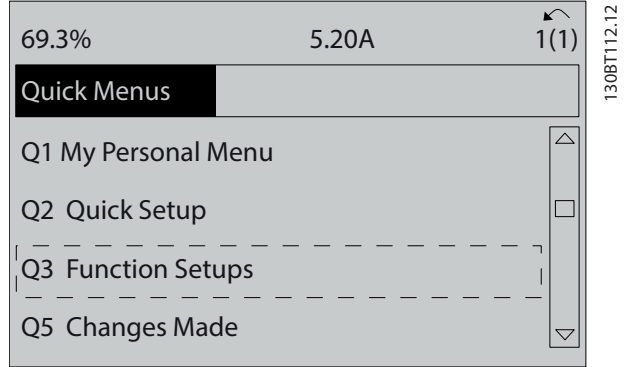 69.3% 5.20A 1(1)
Quick Menus
Q1 My Personal Menu
Q2 Quick Setup
Q3 Function Setups
Q5 Changes Made
130BT112.12